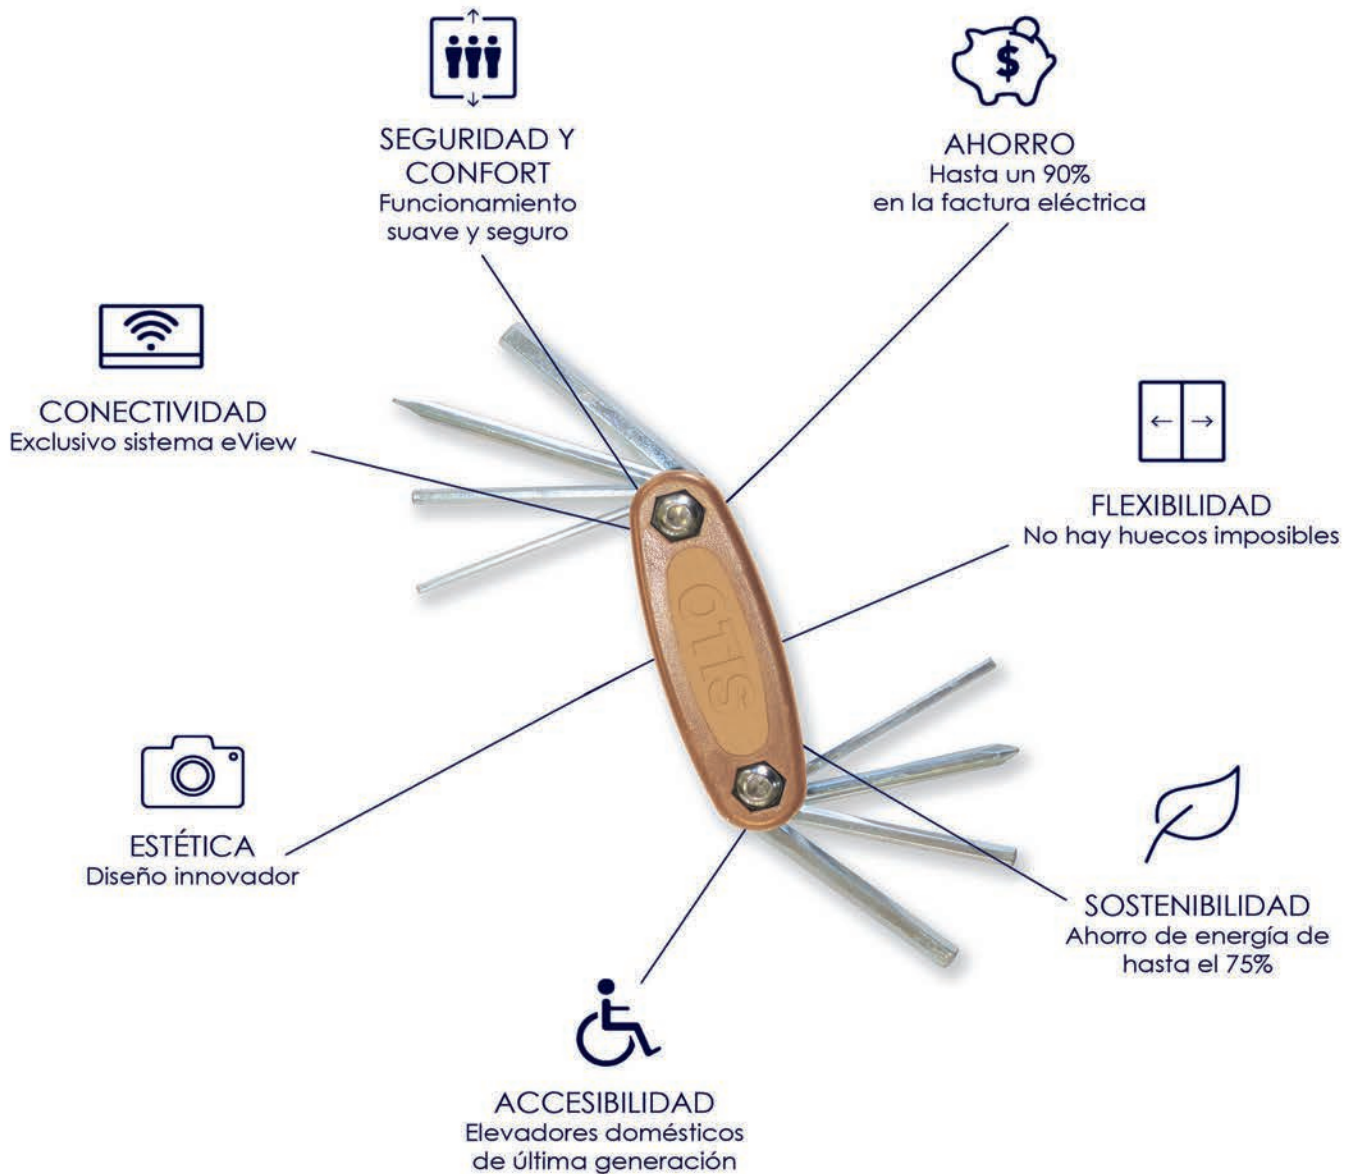 $
SEGURIDAD Y
CONFORT
Funcionamiento
suave y seguro
AHORRO
Hasta un 90%
en la factura eléctrica
CONECTIVIDAD
Exclusivo sistema eView
FLEXIBILIDAD
No hay huecos imposibles
OTIS
ESTÉTICA
Diseño innovador
SOSTENIBILIDAD
Ahorro de energía de
hasta el 75%
ACCESIBILIDAD
Elevadores domésticos
de última generación